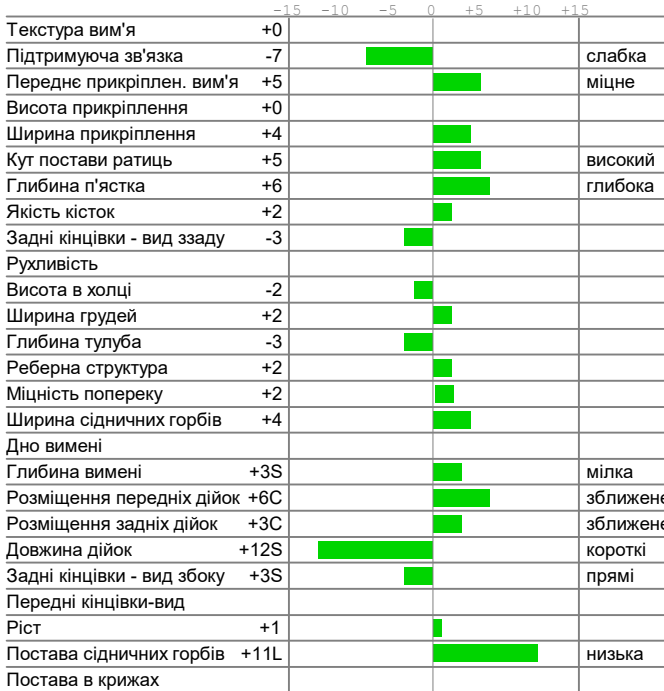 -15 -10 -5 0 +5 +10 +15
Текстура вим'я +0
Підтримуюча зв'язка -7 слабка
Переднє прикріплен. вим'я +5 міцне
Висота прикріплення +0
Ширина прикріплення +4
Кут постави ратиць +5 високий
Глибина п'ястка +6 глибока
Якість кісток +2
Задні кінцівки - вид ззаду -3
Рухливість
Висота в холці -2
Ширина грудей +2
Глибина тулуба -3
Реберна структура +2
Міцність попереку +2
Ширина сідничних горбів +4
Дно вимені
Глибина вимені +3S мілка
Розміщення передніх дійок +6C зближене
Розміщення задніх дійок +3C зближене
Довжина дійок +12S короткі
Задні кінцівки - вид збоку +3S прямі
Передні кінцівки-вид
Ріст +1
Постава сідничних горбів +11L низька
Постава в крижах